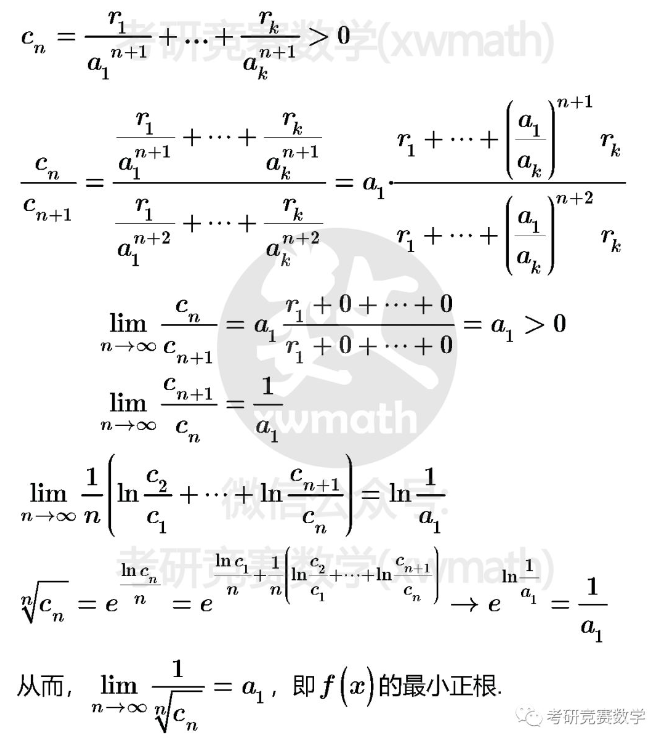 c_n = \frac{r_1}{a_1^{n+1}} + ... + \frac{r_k}{a_k^{n+1}} > 0
\frac{c_n}{c_{n+1}} = \frac{\frac{r_1}{a_1^{n+1}} + \cdots + \frac{r_k}{a_k^{n+1}}}{\frac{r_1}{a_1^{n+2}} + \cdots + \frac{r_k}{a_k^{n+2}}} = a_1 \cdot \frac{r_1 + \cdots + \left(\frac{a_1}{a_k}\right)^{n+1} r_k}{r_1 + \cdots + \left(\frac{a_1}{a_k}\right)^{n+2} r_k}
\lim_{n \to \infty} \frac{c_n}{c_{n+1}} = a_1 \frac{r_1 + 0 + \cdots + 0}{r_1 + 0 + \cdots + 0} = a_1 > 0
\lim_{n \to \infty} \frac{c_{n+1}}{c_n} = \frac{1}{a_1}
\lim_{n \to \infty} \frac{1}{n} \left( \ln \frac{c_2}{c_1} + \cdots + \ln \frac{c_{n+1}}{c_n} \right) = \ln \frac{1}{a_1}
\sqrt[n]{c_n} = e^{\frac{\ln c_n}{n}} = e^{\frac{\ln c_1}{n} + \frac{1}{n} \left( \ln \frac{c_2}{c_1} + \cdots + \ln \frac{c_{n+1}}{c_n} \right)} \to e^{\ln \frac{1}{a_1}} = \frac{1}{a_1}
从而，\lim_{n \to \infty} \frac{1}{\sqrt[n]{c_n}} = a_1，即 f(x) 的最小正根.
考研竞赛数学(xwmath)
xwmath
微信公众号:
考研竞赛数学(xwmath)
考研竞赛数学